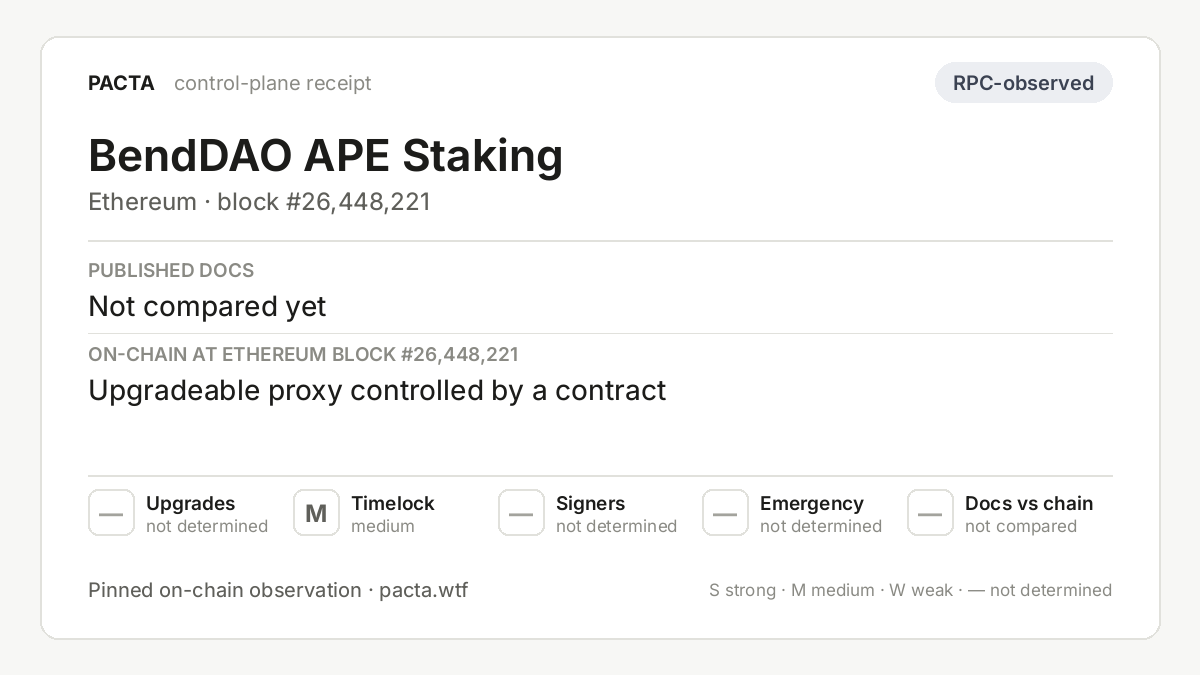 PACTA control-plane receipt
RPC-observed
BendDAO APE Staking
Ethereum · block #26,448,221
PUBLISHED DOCS
Not compared yet
ON-CHAIN AT ETHEREUM BLOCK #26,448,221
Upgradeable proxy controlled by a contract
— Upgrades
not determined
M Timelock
medium
— Signers
not determined
— Emergency
not determined
— Docs vs chain
not compared
Pinned on-chain observation · pacta.wtf
S strong · M medium · W weak · — not determined